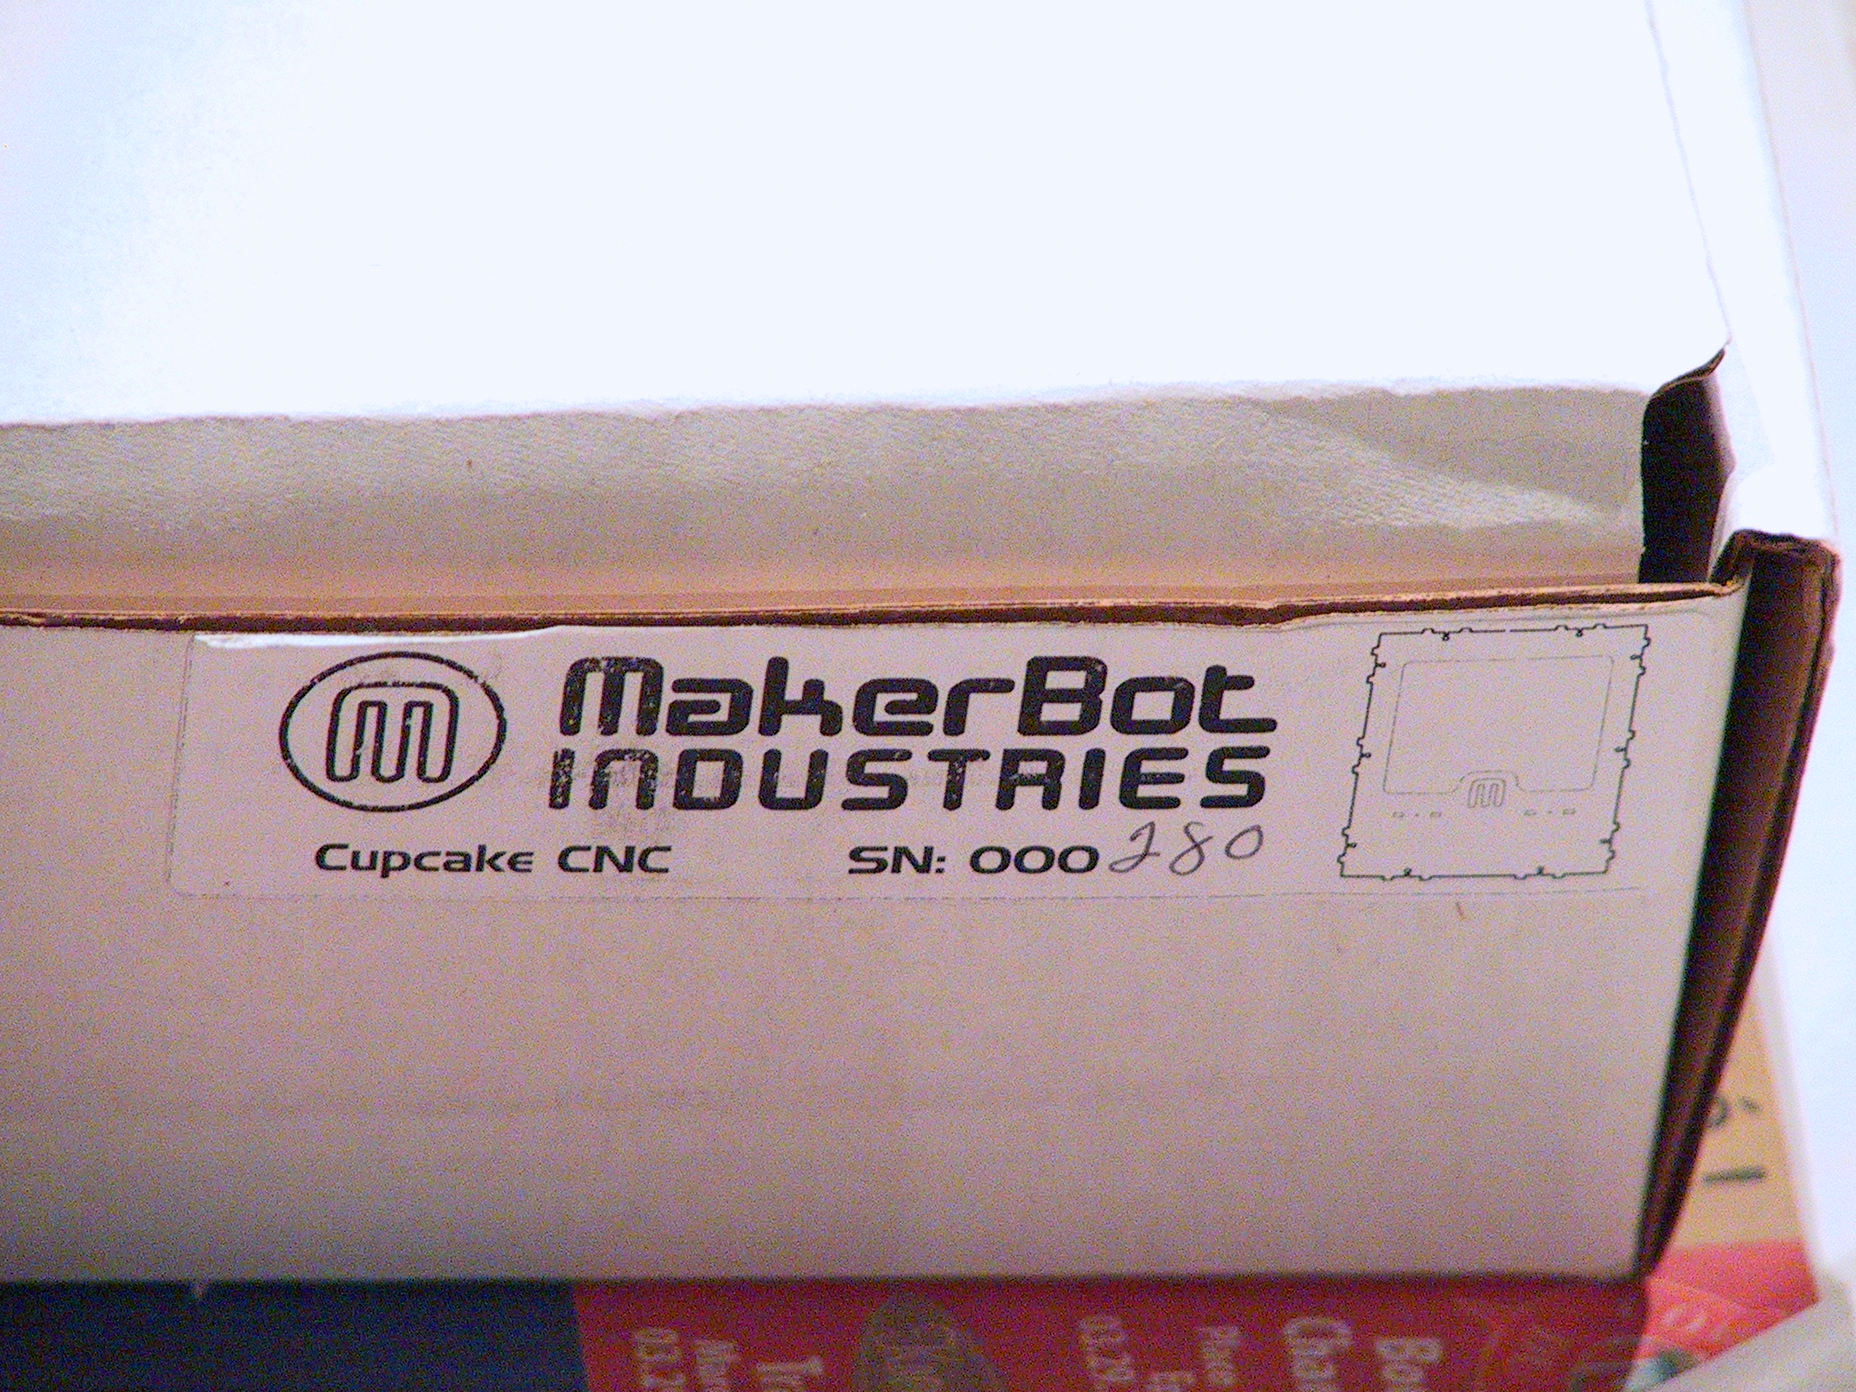 MakerBot
INDUSTRIES
Cupcake CNC SN: 000280